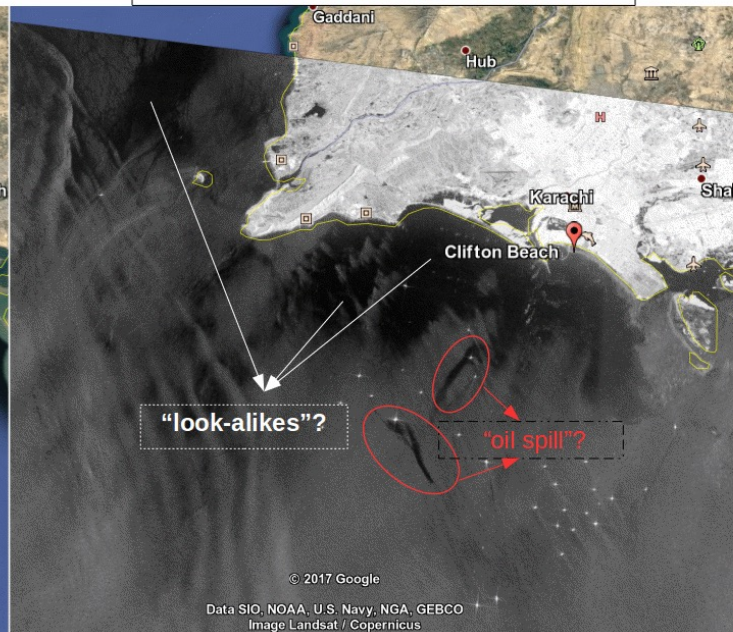 Gaddani
Hub
H
Karachi
Sha
Clifton Beach
“look-alikes”?
“oil spill”?
h
© 2017 Google
Data SIO, NOAA, U.S. Navy, NGA, GEBCO
Image Landsat / Copernicus